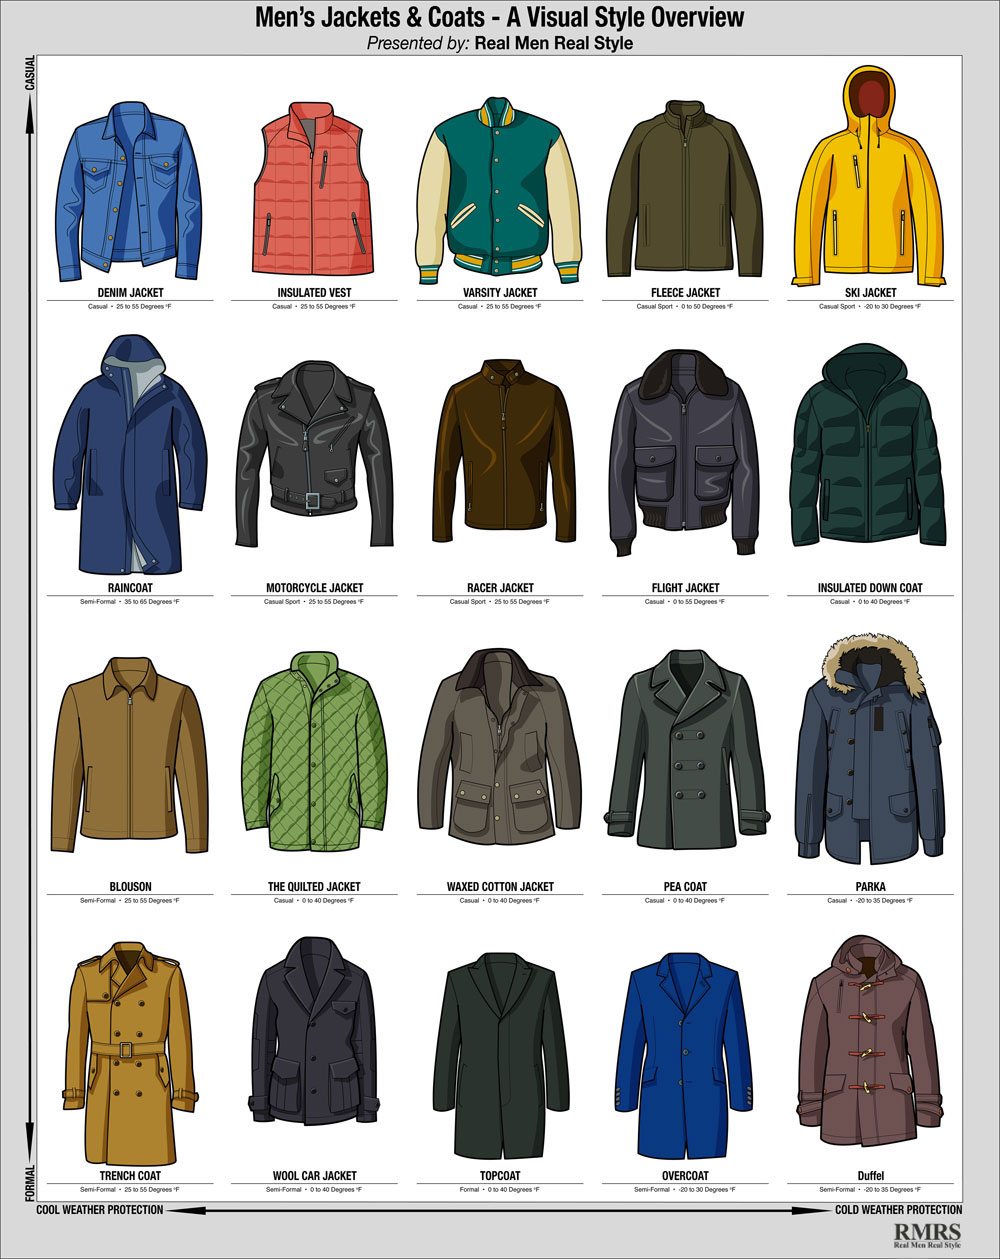 Men's Jackets & Coats - A Visual Style Overview
Presented by: Real Men Real Style
CASUAL
DENIM JACKET
Casual • 25 to 55 Degrees °F
INSULATED VEST
Casual • 25 to 55 Degrees °F
VARSITY JACKET
Casual • 25 to 55 Degrees °F
FLEECE JACKET
Casual Sport • 0 to 50 Degrees °F
SKI JACKET
Casual Sport • -20 to 30 Degrees °F
RAINCOAT
Semi-Formal • 35 to 65 Degrees °F
MOTORCYCLE JACKET
Casual Sport • 25 to 55 Degrees °F
RACER JACKET
Casual Sport • 25 to 55 Degrees °F
FLIGHT JACKET
Casual • 0 to 55 Degrees °F
INSULATED DOWN COAT
Casual • 0 to 40 Degrees °F
BLOUSON
Semi-Formal • 25 to 55 Degrees °F
THE QUILTED JACKET
Casual • 0 to 40 Degrees °F
WAXED COTTON JACKET
Casual • 0 to 40 Degrees °F
PEA COAT
Casual • 0 to 40 Degrees °F
PARKA
Casual • -20 to 35 Degrees °F
TRENCH COAT
Semi-Formal • 25 to 55 Degrees °F
WOOL CAR JACKET
Semi-Formal • 0 to 40 Degrees °F
TOPCOAT
Formal • 0 to 40 Degrees °F
OVERCOAT
Semi-Formal • -20 to 30 Degrees °F
Duffel
Semi-Formal • -20 to 35 Degrees °F
FORMAL
COOL WEATHER PROTECTION
COLD WEATHER PROTECTION
RMRS
Real Men Real Style